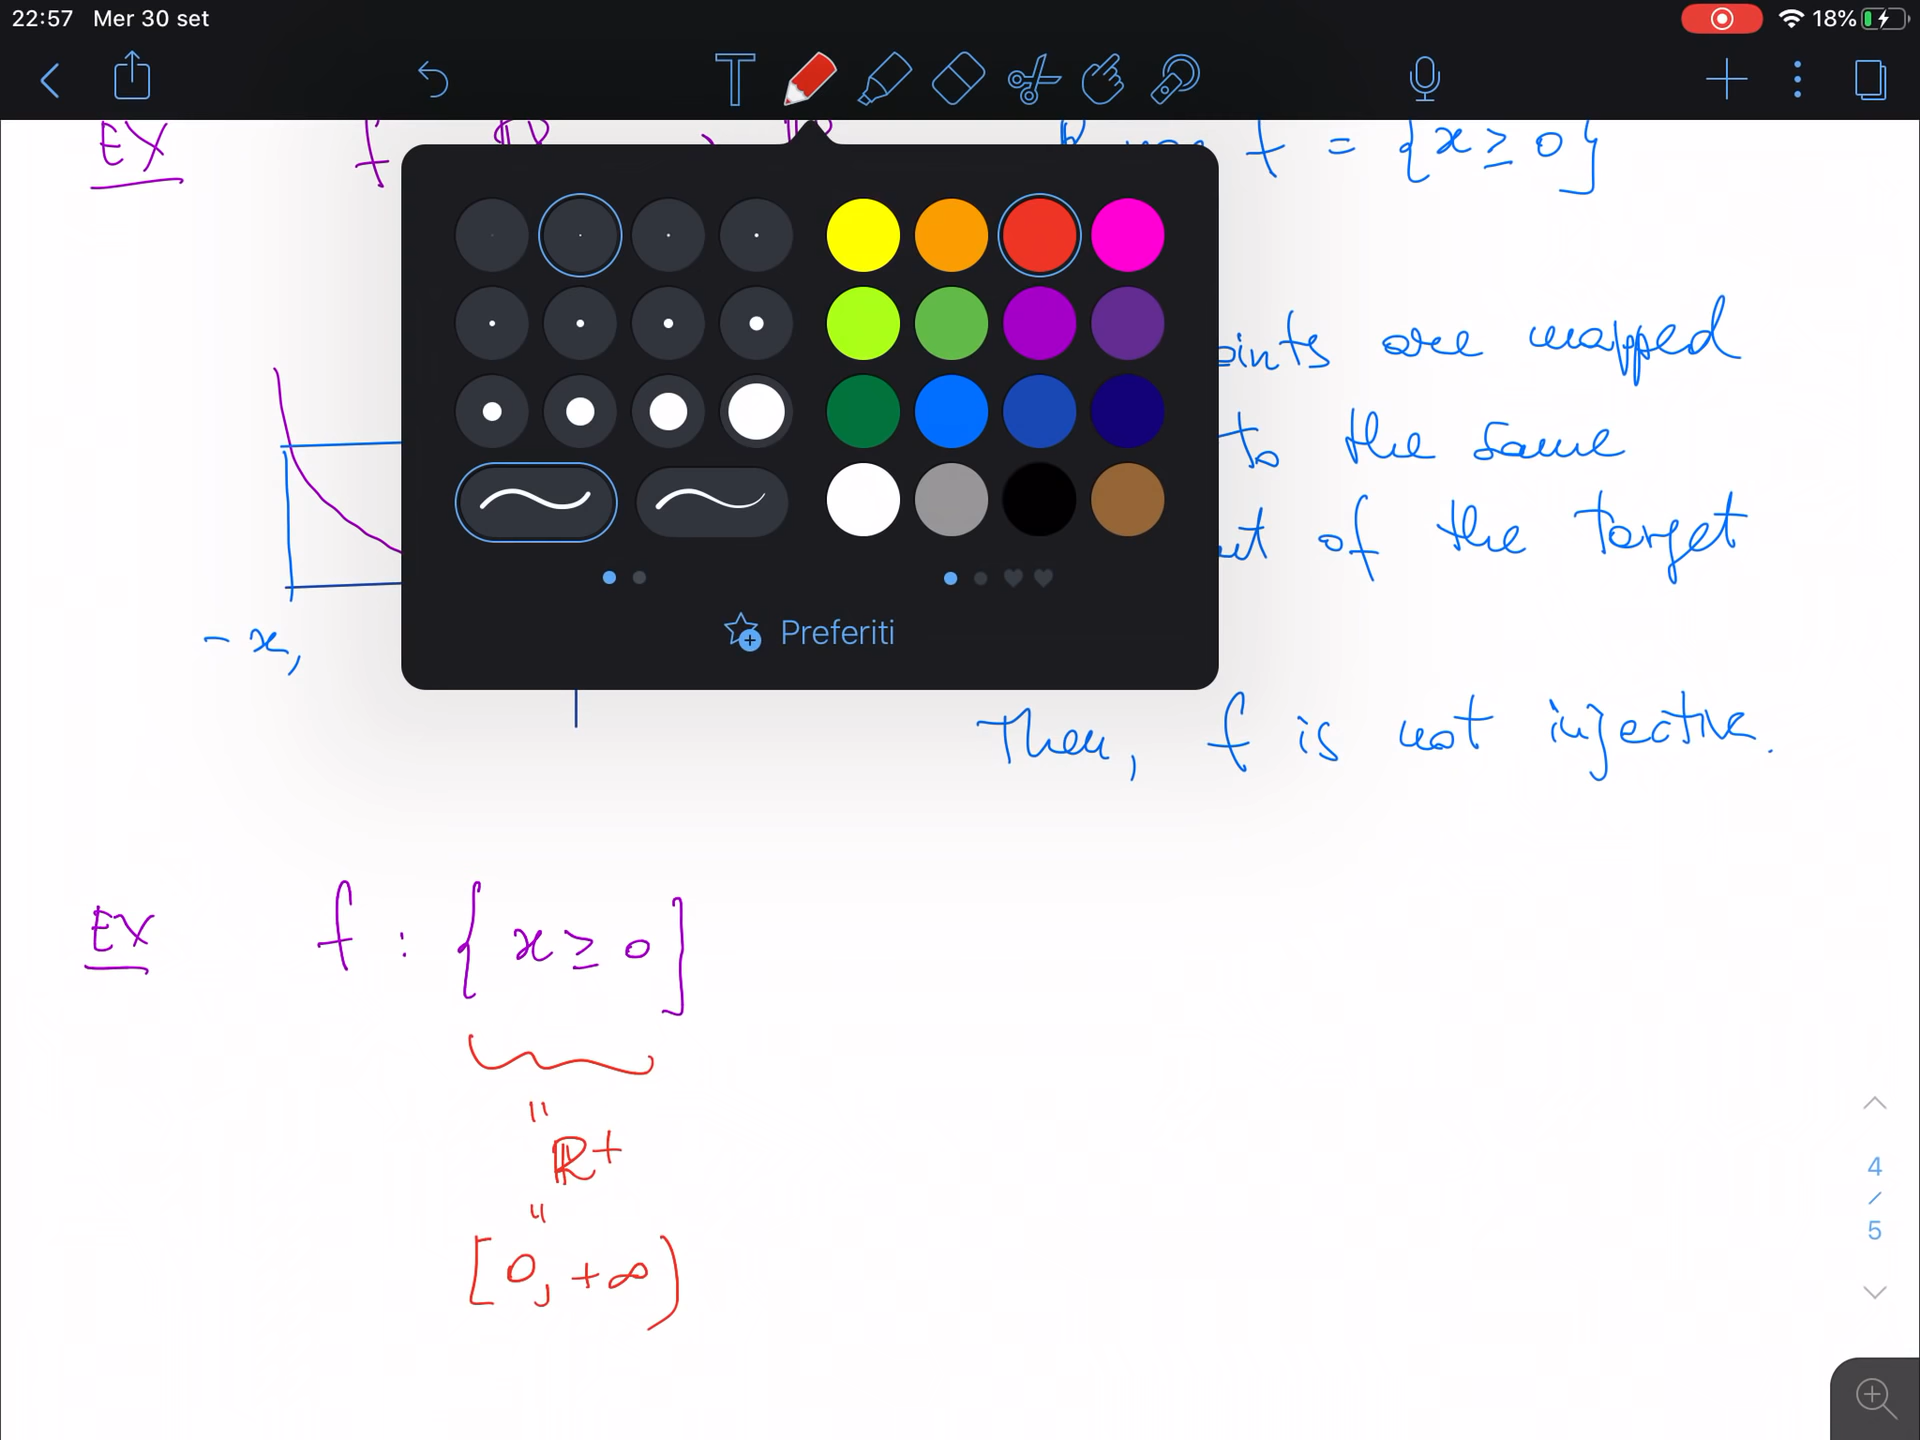 22:57 Mer 30 set 18%
EX f f = {x ≥ 0}
oints are mapped
to the same
of the target
Preferiti
- x,
Then, f is not injective.
EX f : {x ≥ 0}
"
ℝ+
"
[0, +∞)
4
/
5